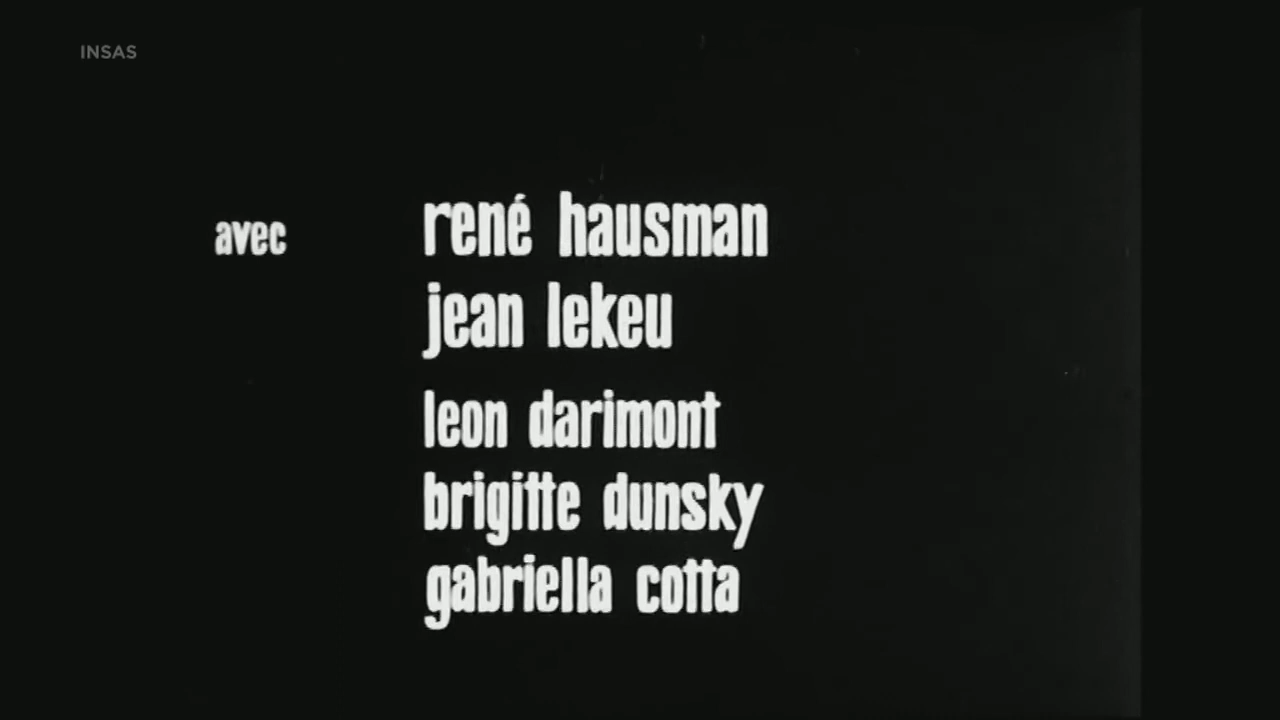 INSAS
avec rené hausman
jean lekeu
leon darimont
brigitte dunsky
gabriella cotta